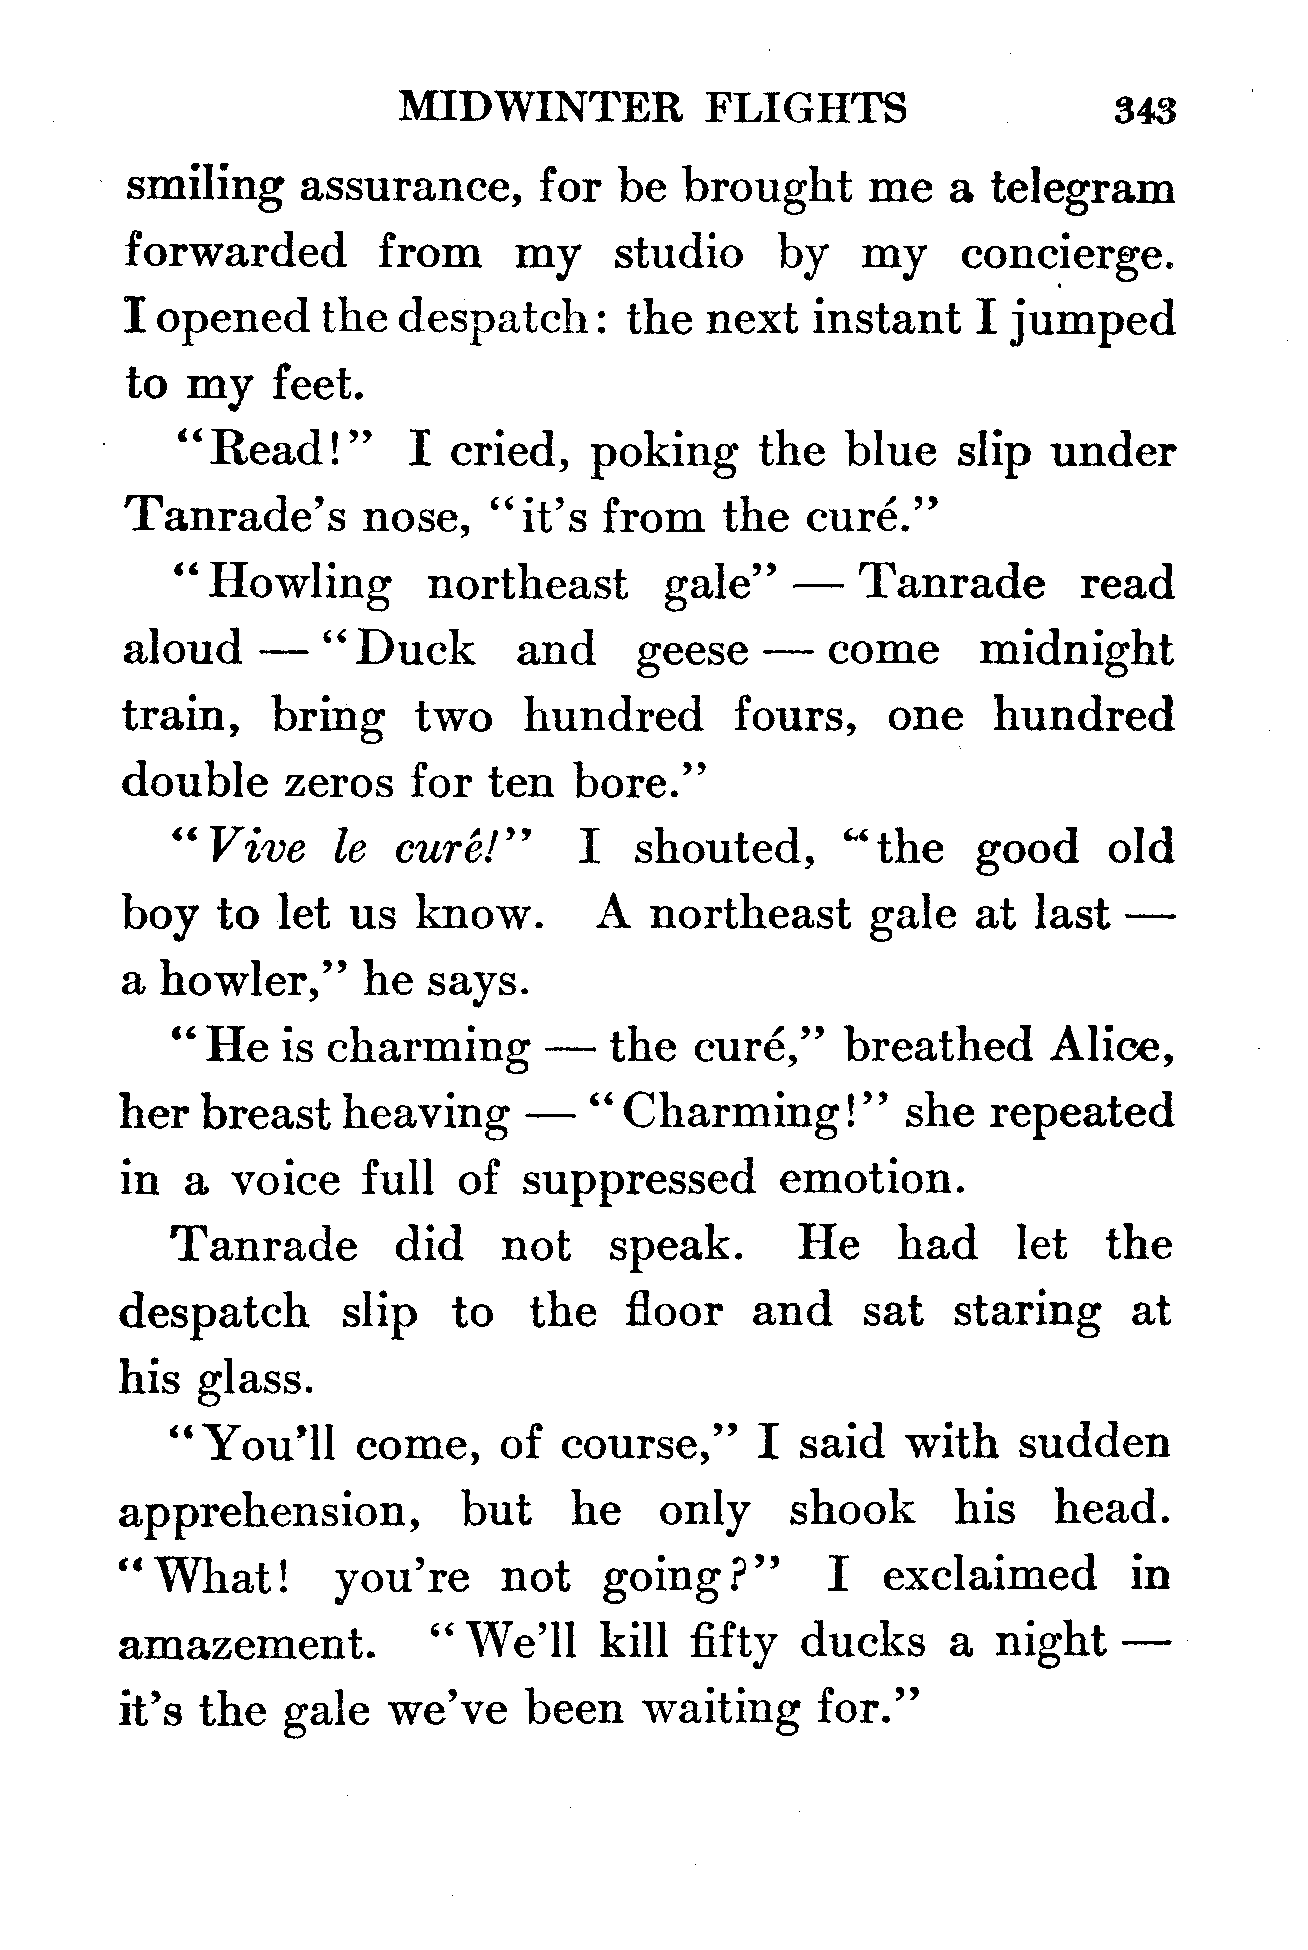 MIDWINTER FLIGHTS 343
smiling assurance, for be brought me a telegram
forwarded from my studio by my concierge.
I opened the despatch: the next instant I jumped
to my feet.
"Read!" I cried, poking the blue slip under
Tanrade's nose, "it's from the curé."
"Howling northeast gale" — Tanrade read
aloud — "Duck and geese — come midnight
train, bring two hundred fours, one hundred
double zeros for ten bore."
"Vive le curé!" I shouted, "the good old
boy to let us know. A northeast gale at last —
a howler," he says.
"He is charming — the curé," breathed Alice,
her breast heaving — "Charming!" she repeated
in a voice full of suppressed emotion.
Tanrade did not speak. He had let the
despatch slip to the floor and sat staring at
his glass.
"You'll come, of course," I said with sudden
apprehension, but he only shook his head.
"What! you're not going?" I exclaimed in
amazement. "We'll kill fifty ducks a night —
it's the gale we've been waiting for."